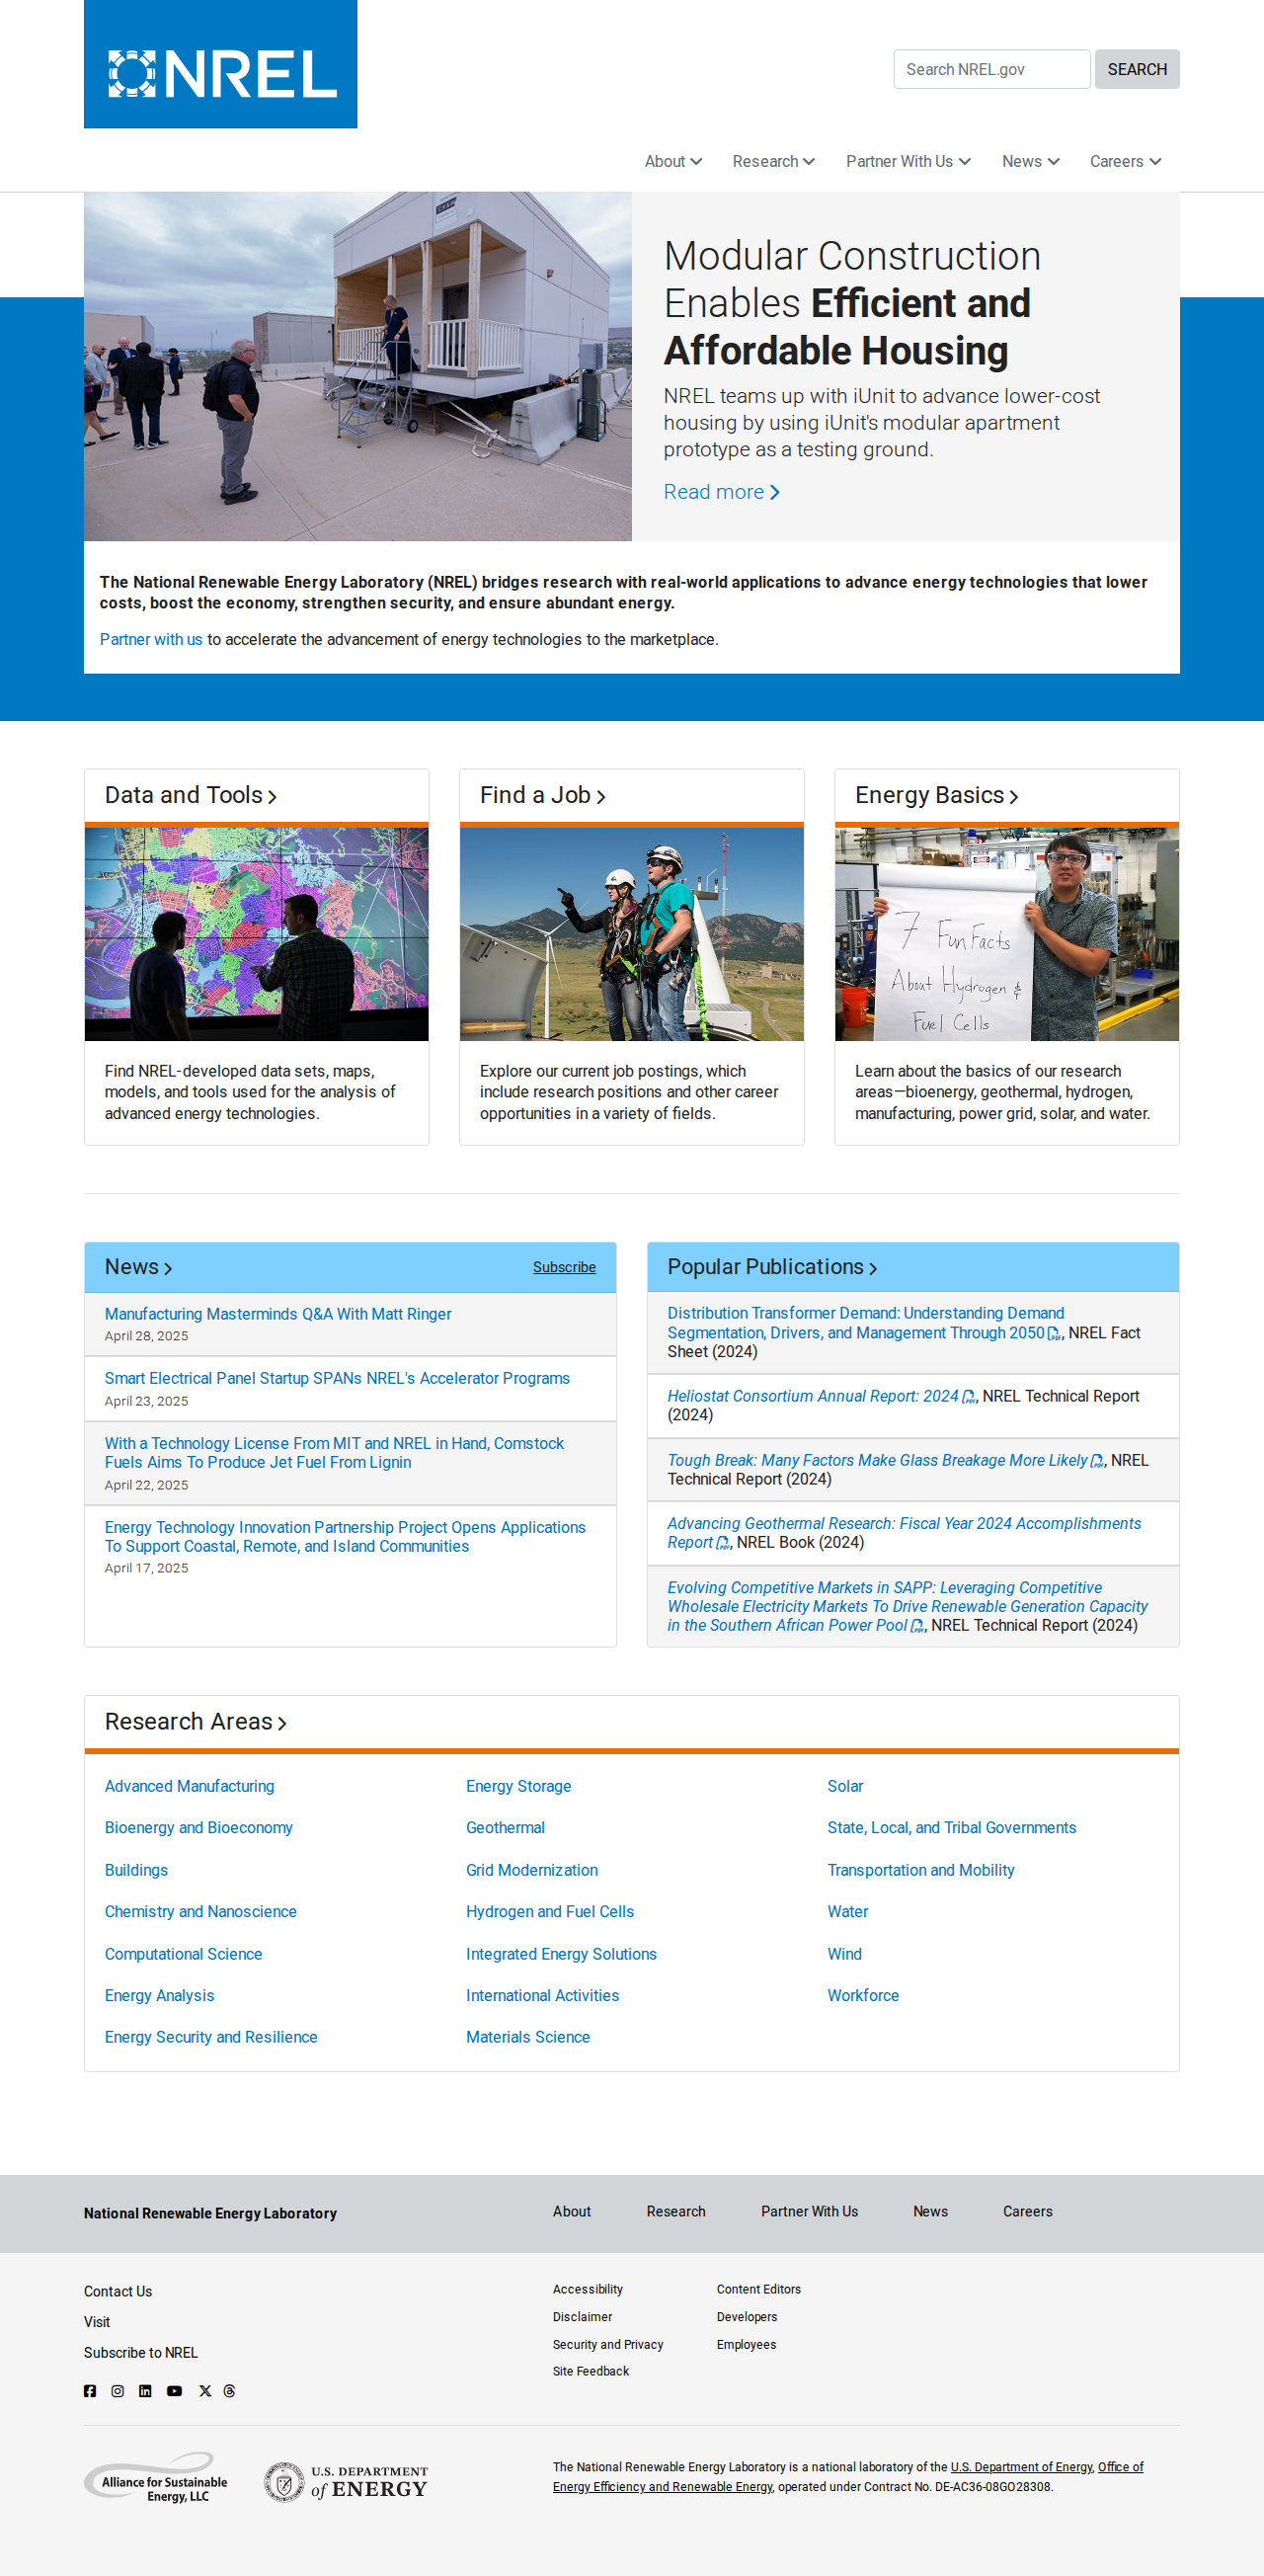 NREL
Search NREL.gov
SEARCH
About
Research
Partner With Us
News
Careers
Modular Construction
Enables Efficient and
Affordable Housing
NREL teams up with iUnit to advance lower-cost
housing by using iUnit's modular apartment
prototype as a testing ground.
Read more
The National Renewable Energy Laboratory (NREL) bridges research with real-world applications to advance energy technologies that lower
costs, boost the economy, strengthen security, and ensure abundant energy.
Partner with us to accelerate the advancement of energy technologies to the marketplace.
Data and Tools
Find NREL-developed data sets, maps,
models, and tools used for the analysis of
advanced energy technologies.
Find a Job
Explore our current job postings, which
include research positions and other career
opportunities in a variety of fields.
Energy Basics
7 Fun Facts
About Hydrogen &
Fuel Cells
Learn about the basics of our research
areas—bioenergy, geothermal, hydrogen,
manufacturing, power grid, solar, and water.
News
Subscribe
Manufacturing Masterminds Q&A With Matt Ringer
April 28, 2025
Smart Electrical Panel Startup SPANs NREL's Accelerator Programs
April 23, 2025
With a Technology License From MIT and NREL in Hand, Comstock
Fuels Aims To Produce Jet Fuel From Lignin
April 22, 2025
Energy Technology Innovation Partnership Project Opens Applications
To Support Coastal, Remote, and Island Communities
April 17, 2025
Popular Publications
Distribution Transformer Demand: Understanding Demand
Segmentation, Drivers, and Management Through 2050, NREL Fact
Sheet (2024)
Heliostat Consortium Annual Report: 2024, NREL Technical Report
(2024)
Tough Break: Many Factors Make Glass Breakage More Likely, NREL
Technical Report (2024)
Advancing Geothermal Research: Fiscal Year 2024 Accomplishments
Report, NREL Book (2024)
Evolving Competitive Markets in SAPP: Leveraging Competitive
Wholesale Electricity Markets To Drive Renewable Generation Capacity
in the Southern African Power Pool, NREL Technical Report (2024)
Research Areas
Advanced Manufacturing
Bioenergy and Bioeconomy
Buildings
Chemistry and Nanoscience
Computational Science
Energy Analysis
Energy Security and Resilience
Energy Storage
Geothermal
Grid Modernization
Hydrogen and Fuel Cells
Integrated Energy Solutions
International Activities
Materials Science
Solar
State, Local, and Tribal Governments
Transportation and Mobility
Water
Wind
Workforce
National Renewable Energy Laboratory
About
Research
Partner With Us
News
Careers
Contact Us
Visit
Subscribe to NREL
Accessibility
Disclaimer
Security and Privacy
Site Feedback
Content Editors
Developers
Employees
Alliance for Sustainable
Energy, LLC
U.S. DEPARTMENT
of ENERGY
The National Renewable Energy Laboratory is a national laboratory of the U.S. Department of Energy, Office of
Energy Efficiency and Renewable Energy, operated under Contract No. DE-AC36-08GO28308.